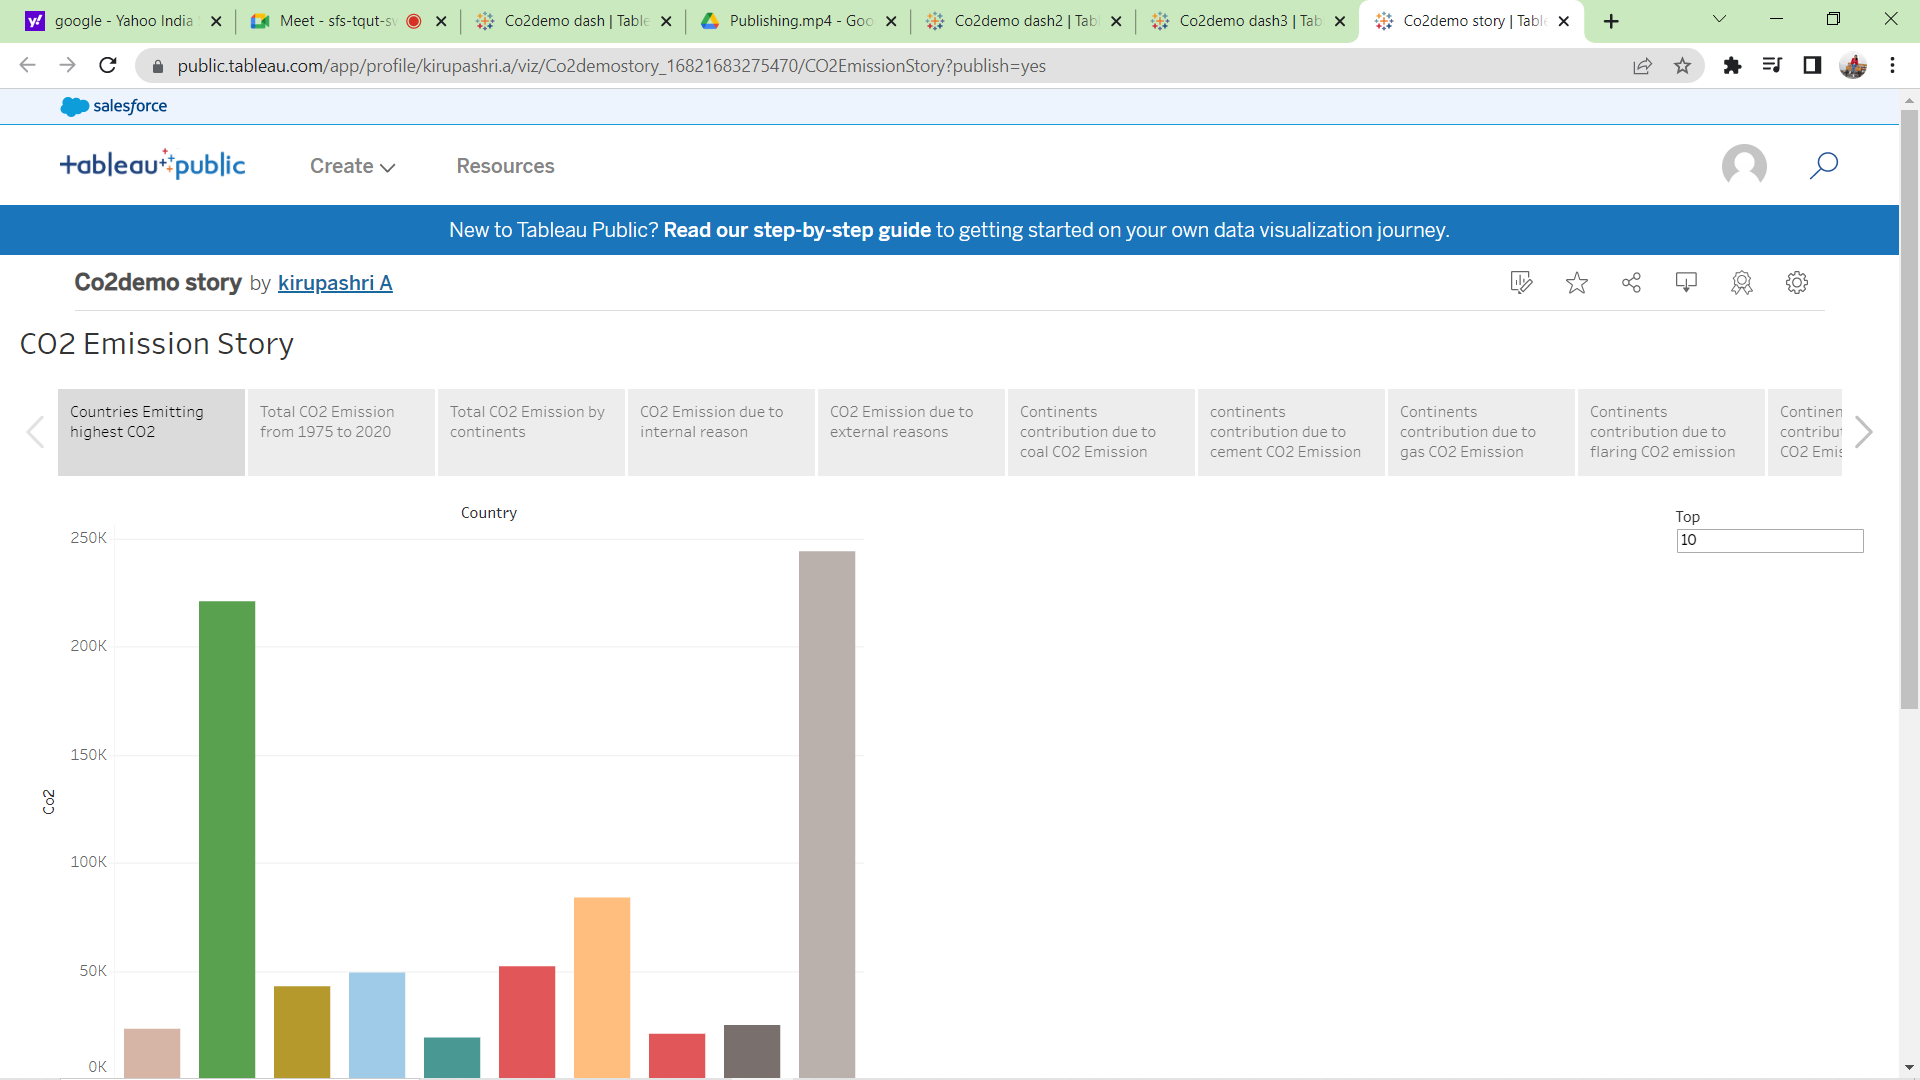 google - Yahoo India
Meet - sfs-tqut-sw
Co2demo dash | Table
Publishing.mp4 - Goo
Co2demo dash2 | Tab
Co2demo dash3 | Tab
Co2demo story | Table
public.tableau.com/app/profile/kirupashri.a/viz/Co2demostory_16821683275470/CO2EmissionStory?publish=yes
salesforce
+ableau public
Create
Resources
New to Tableau Public? Read our step-by-step guide to getting started on your own data visualization journey.
Co2demo story by kirupashri A
CO2 Emission Story
Countries Emitting
highest CO2
Total CO2 Emission
from 1975 to 2020
Total CO2 Emission by
continents
CO2 Emission due to
internal reason
CO2 Emission due to
external reasons
Continents
contribution due to
coal CO2 Emission
continents
contribution due to
cement CO2 Emission
Continents
contribution due to
gas CO2 Emission
Continents
contribution due to
flaring CO2 emission
Continen
contribut
CO2 Emis
Country
Top
10
250K
200K
150K
Co2
100K
50K
0K